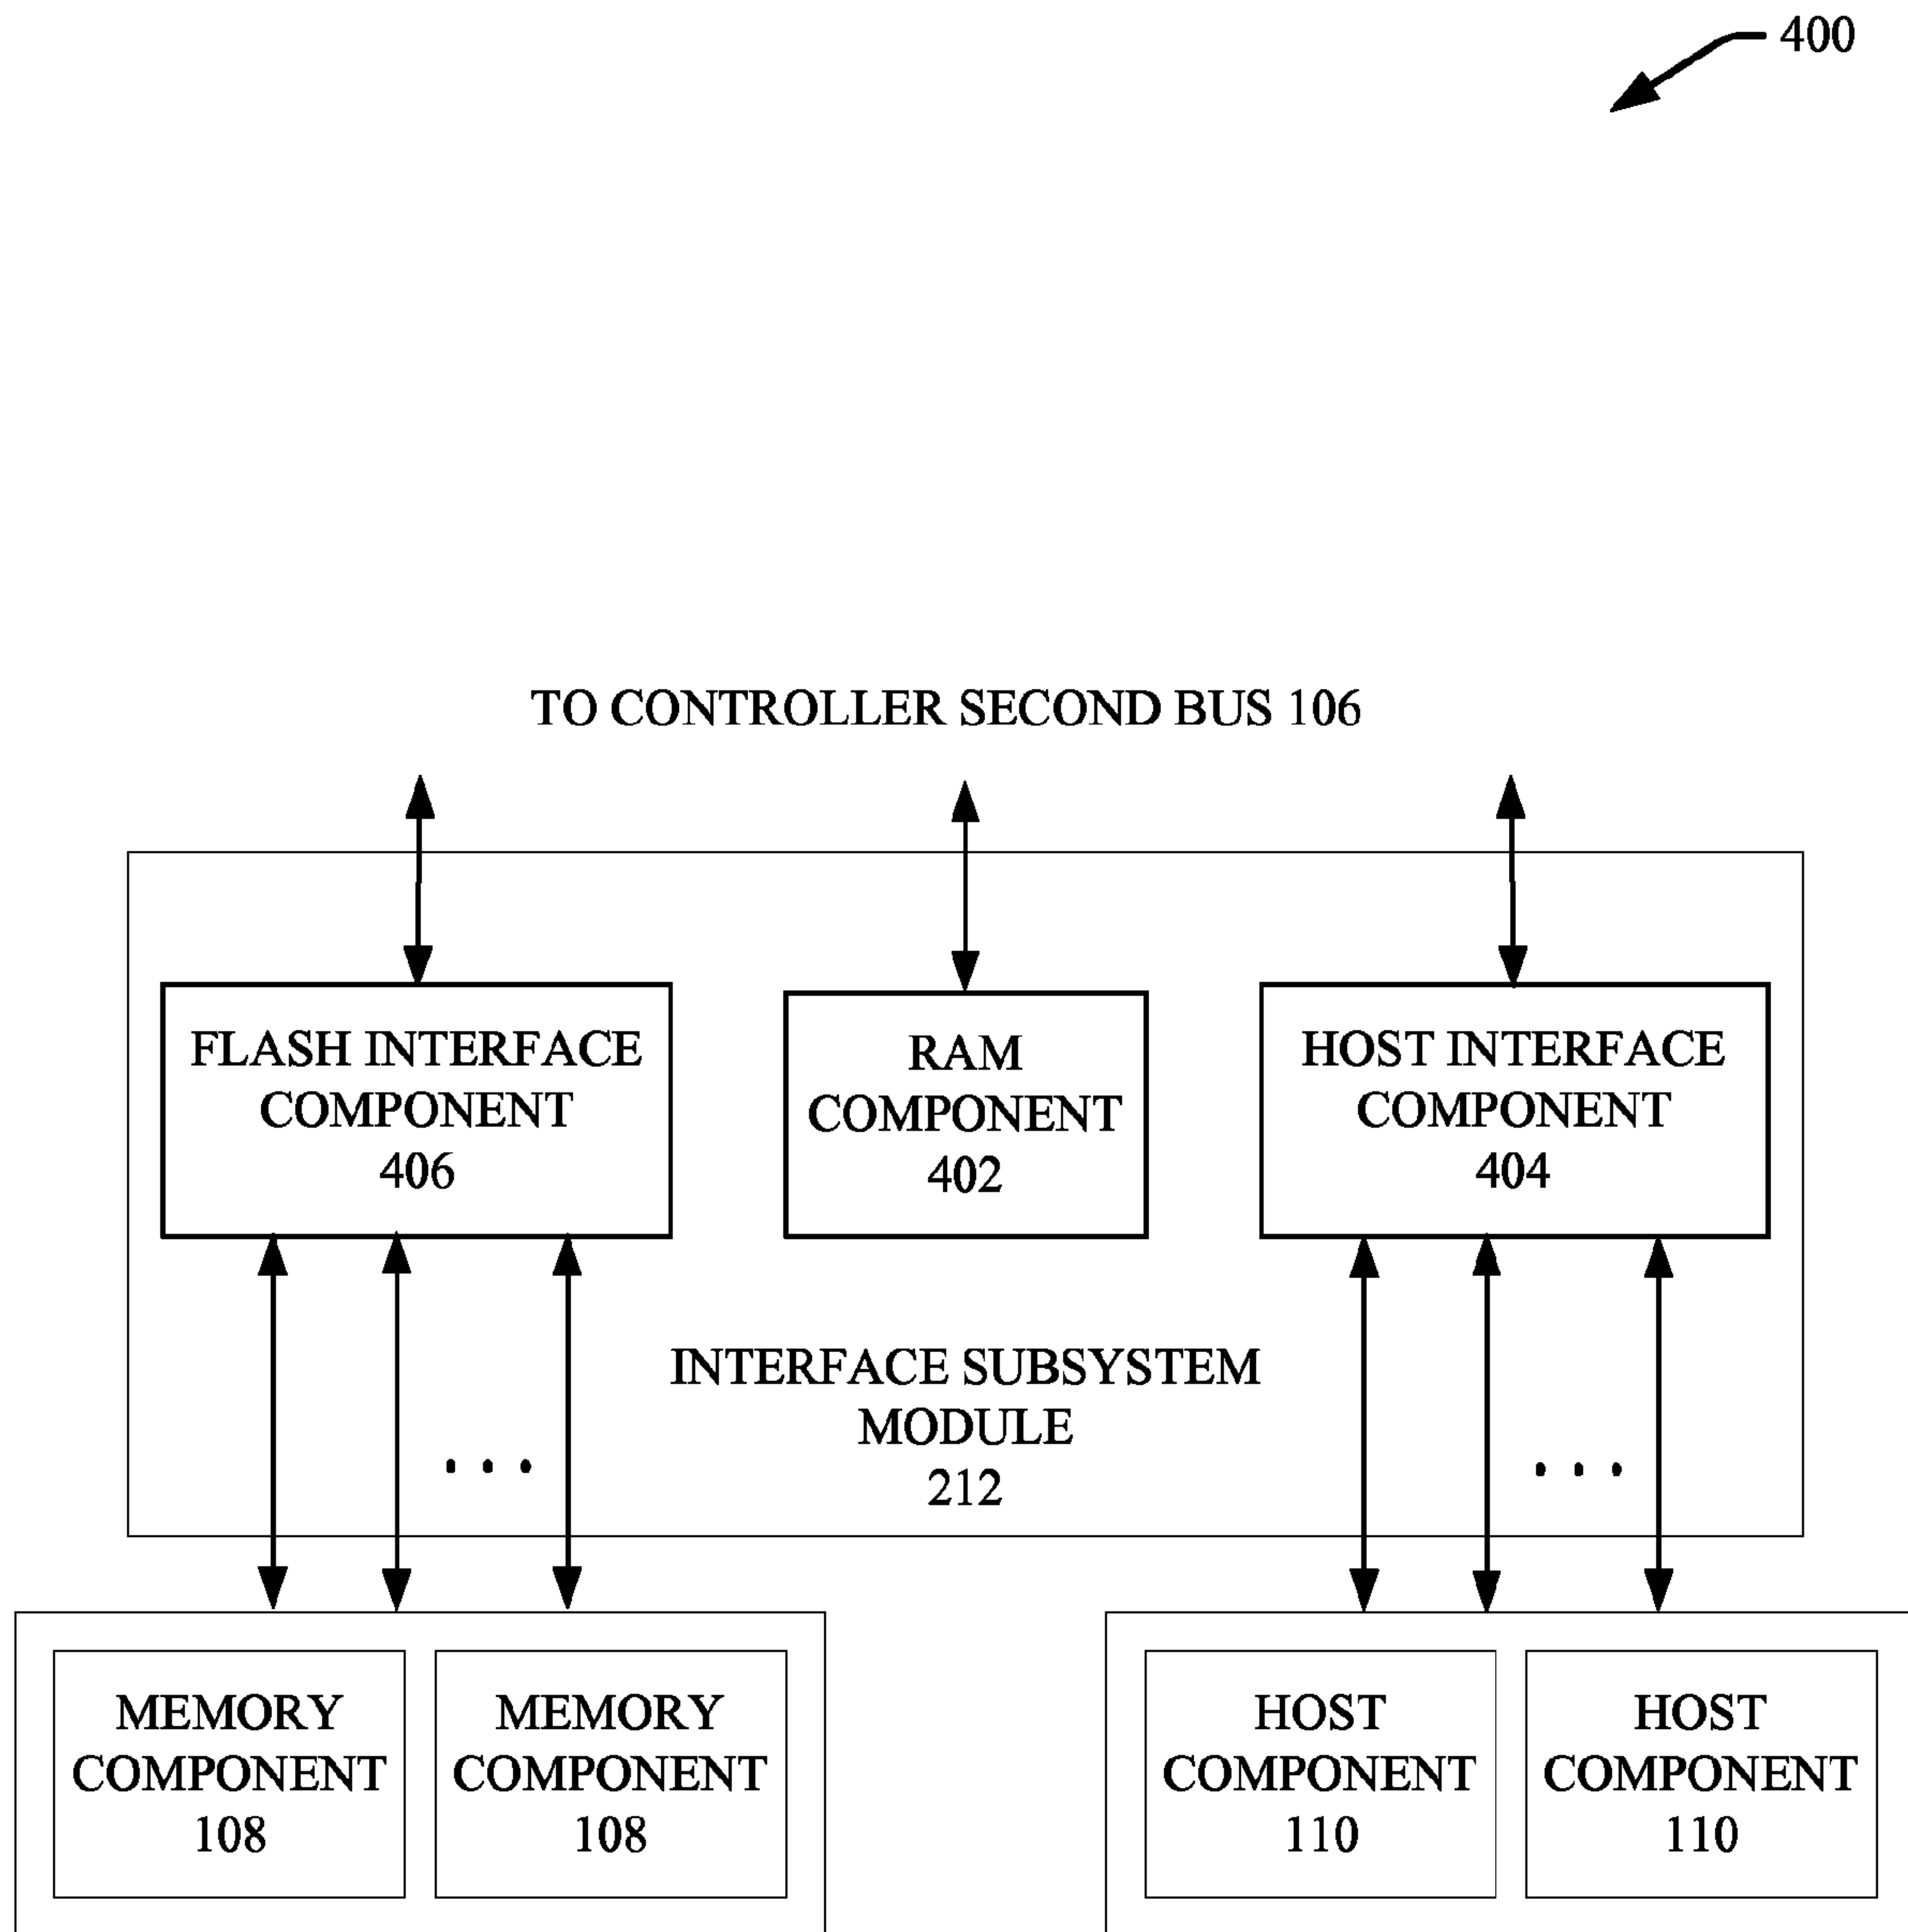 400
TO CONTROLLER SECOND BUS 106
FLASH INTERFACE
COMPONENT
406
RAM
COMPONENT
402
HOST INTERFACE
COMPONENT
404
INTERFACE SUBSYSTEM
MODULE
212
MEMORY
COMPONENT
108
MEMORY
COMPONENT
108
HOST
COMPONENT
110
HOST
COMPONENT
110